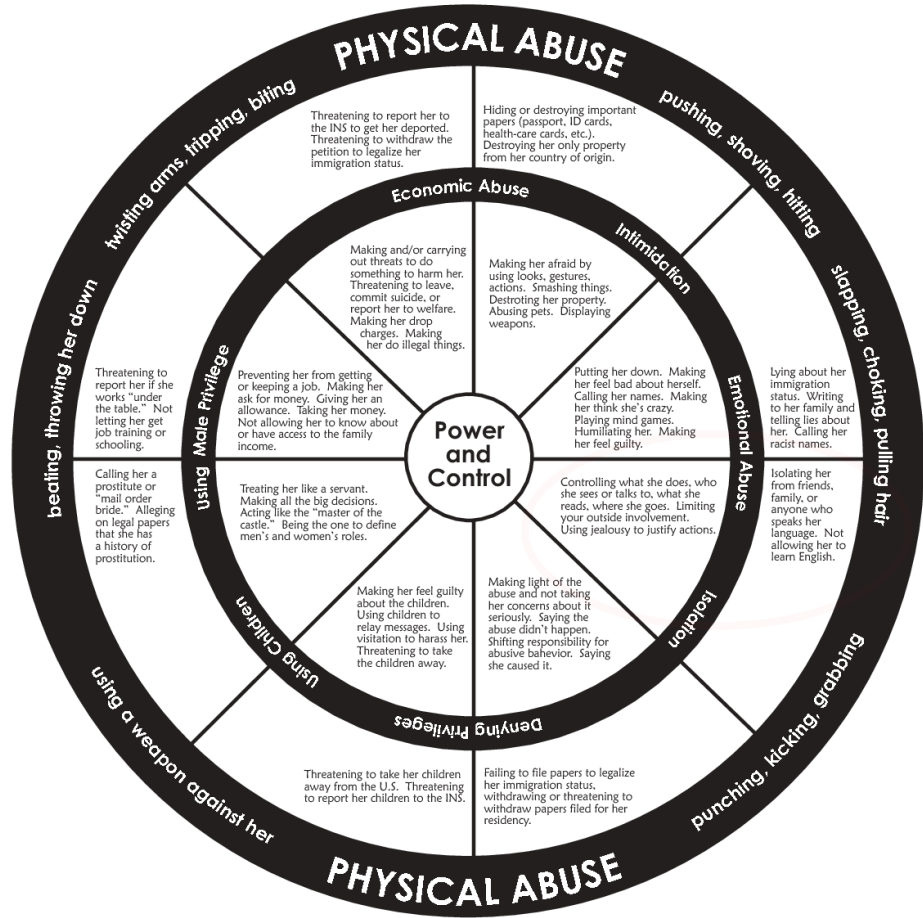 PHYSICAL ABUSE
pushing, shoving, hitting
slapping, choking, pulling hair
punching, kicking, grabbing
PHYSICAL ABUSE
using a weapon against her
beating, throwing her down
twisting arms, tripping, biting
Threatening to report her to
the INS to get her deported.
Threatening to withdraw the
petition to legalize her
immigration status.
Hiding or destroying important
papers (passport, ID cards,
health-care cards, etc.).
Destroying her only property
from her country of origin.
Lying about her
immigration
status. Writing
to her family and
telling lies about
her. Calling her
racist names.
Isolating her
from friends,
family, or
anyone who
speaks her
language. Not
allowing her to
learn English.
Failing to file papers to legalize
her immigration status,
withdrawing or threatening to
withdraw papers filed for her
residency.
Threatening to take her children
away from the U.S. Threatening
to report her children to the INS.
Calling her a
prostitute or
“mail order
bride.” Alleging
on legal papers
that she has
a history of
prostitution.
Threatening to
report her if she
works “under
the table.” Not
letting her get
job training or
schooling.
Economic Abuse
Intimidation
Emotional Abuse
Isolation
Denying Privileges
Using Children
using Male Privilege
Making and/or carrying
out threats to do
something to harm her.
Threatening to leave,
commit suicide, or
report her to welfare.
Making her drop
charges. Making
her do illegal things.
Making her afraid by
using looks, gestures,
actions. Smashing things.
Destroting her property.
Abusing pets. Displaying
weapons.
Putting her down. Making
her feel bad about herself.
Calling her names. Making
her think she’s crazy.
Playing mind games.
Humiliating her. Making
her feel guilty.
Controlling what she does, who
she sees or talks to, what she
reads, where she goes. Limiting
your outside involvement.
Using jealousy to justify actions.
Making light of the
abuse and not taking
her concerns about it
seriously. Saying the
abuse didn’t happen.
Shifting responsibility for
abusive bahevior. Saying
she caused it.
Making her feel guilty
about the children.
Using children to
relay messages. Using
visitation to harass her.
Threatening to take
the children away.
Treating her like a servant.
Making all the big decisions.
Acting like the “master of the
castle.” Being the one to define
men’s and women’s roles.
Preventing her from getting
or keeping a job. Making her
ask for money. Giving her an
allowance. Taking her money.
Not allowing her to know about
or have access to the family
income.
Power
and
Control